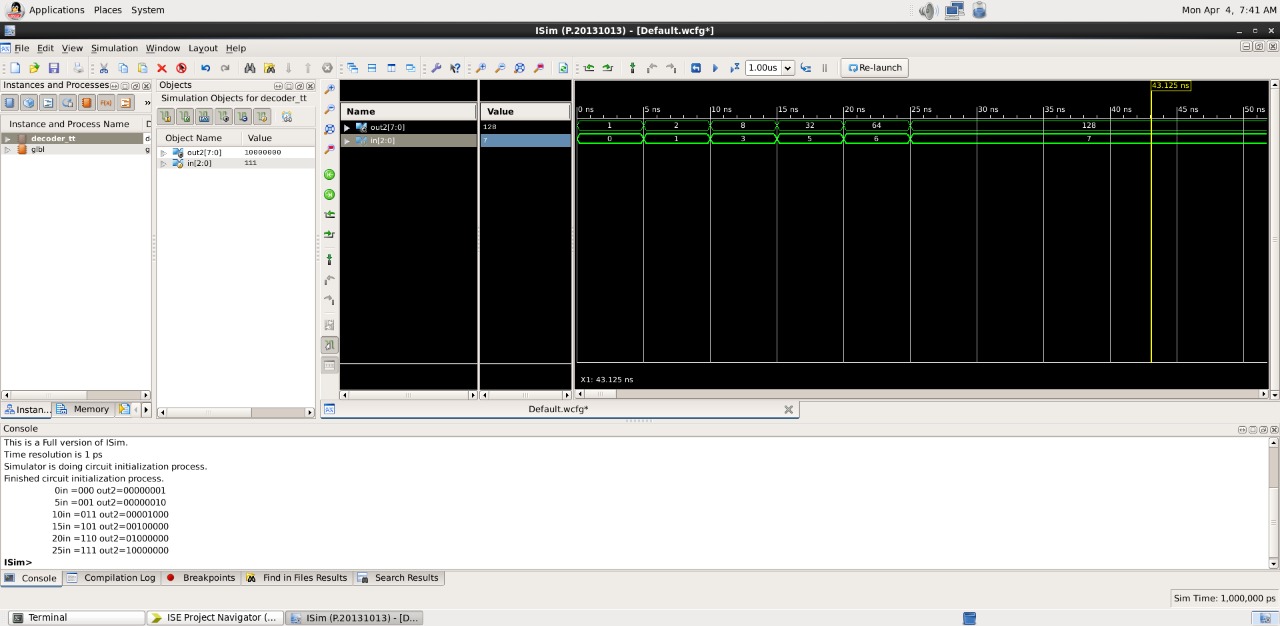 Applications Places System Mon Apr 4, 7:41 AM
ISim (P.20131013) - [Default.wcfg*]
File Edit View Simulation Window Layout Help
1.00us Re-launch
Instances and Processes
Instance and Process Name D
decoder_tt d
glbl g
Instan... Memory
Objects
Simulation Objects for decoder_tt
Object Name Value
out2[7:0] 10000000
in[2:0] 111
Name Value
out2[7:0] 128
in[2:0] 7
43.125 ns
0 ns 5 ns 10 ns 15 ns 20 ns 25 ns 30 ns 35 ns 40 ns 45 ns 50 ns
1 2 8 32 64 128
0 1 3 5 6 7
X1: 43.125 ns
Default.wcfg*
Console
This is a Full version of ISim.
Time resolution is 1 ps
Simulator is doing circuit initialization process.
Finished circuit initialization process.
0in =000 out2=00000001
5in =001 out2=00000010
10in =011 out2=00001000
15in =101 out2=00100000
20in =110 out2=01000000
25in =111 out2=10000000
ISim>
Console Compilation Log Breakpoints Find in Files Results Search Results
Sim Time: 1,000,000 ps
Terminal ISE Project Navigator (... ISim (P.20131013) - [D...